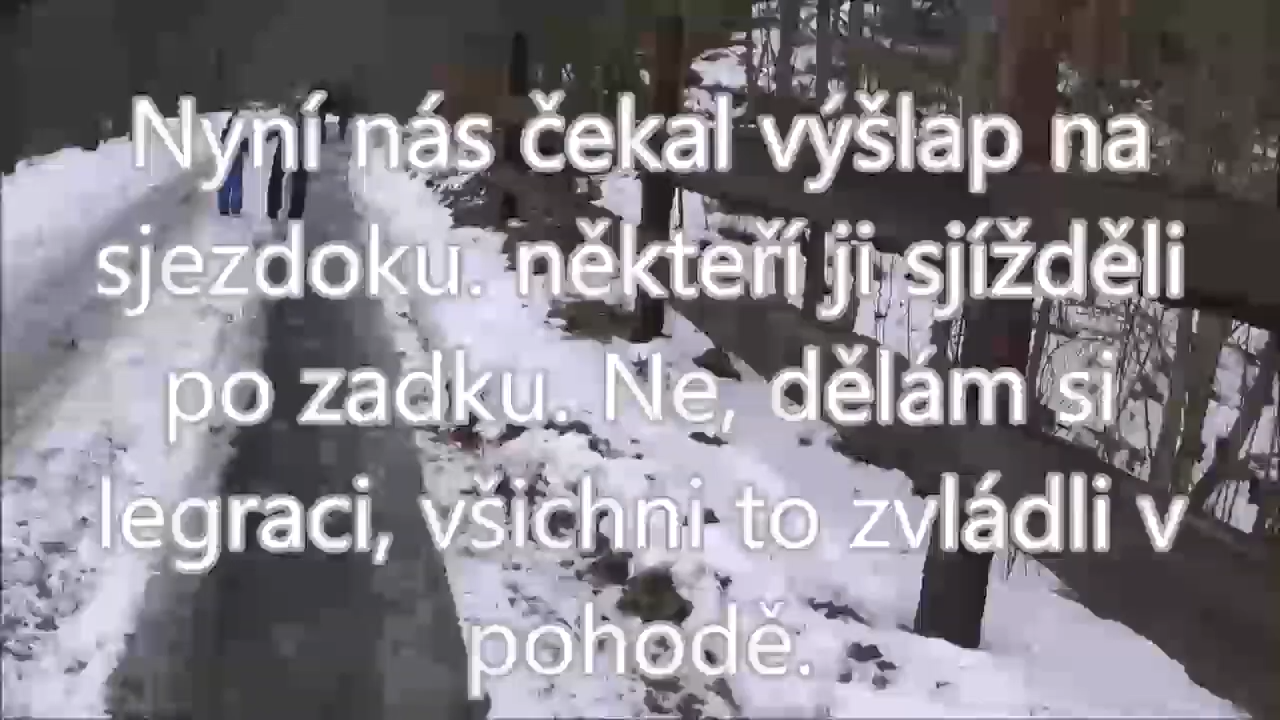 Nyní nás čekal výšlap na
sjezdoku. někteří ji sjížděli
po zadku. Ne, dělám si
legraci, všichni to zvládli v
pohodě.